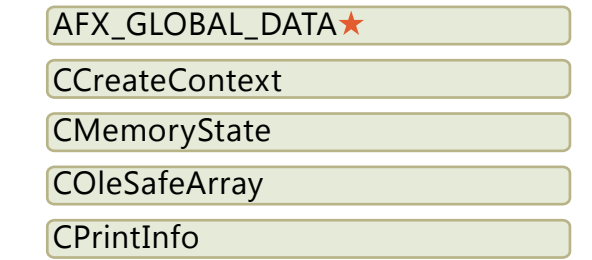 AFX_GLOBAL_DATA★
CCreateContext
CMemoryState
COleSafeArray
CPrintInfo